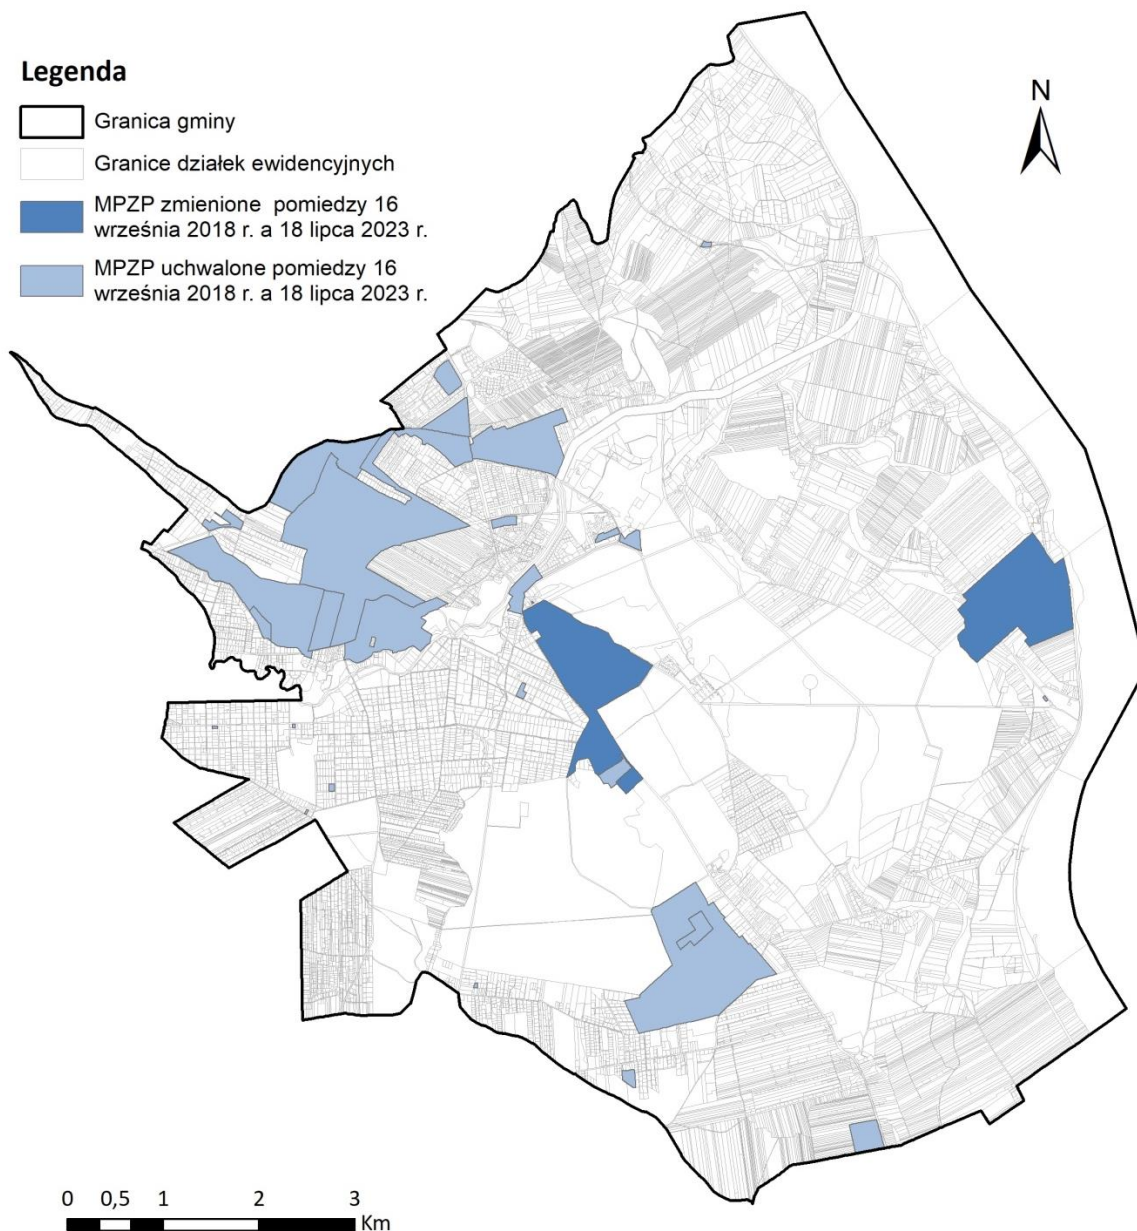 Legenda
N
Granica gminy
Granice działek ewidencyjnych
MPZP zmienione pomiedzy 16
września 2018 r. a 18 lipca 2023 r.
MPZP uchwalone pomiedzy 16
września 2018 r. a 18 lipca 2023 r.
0 0,5 1 2 3
Km